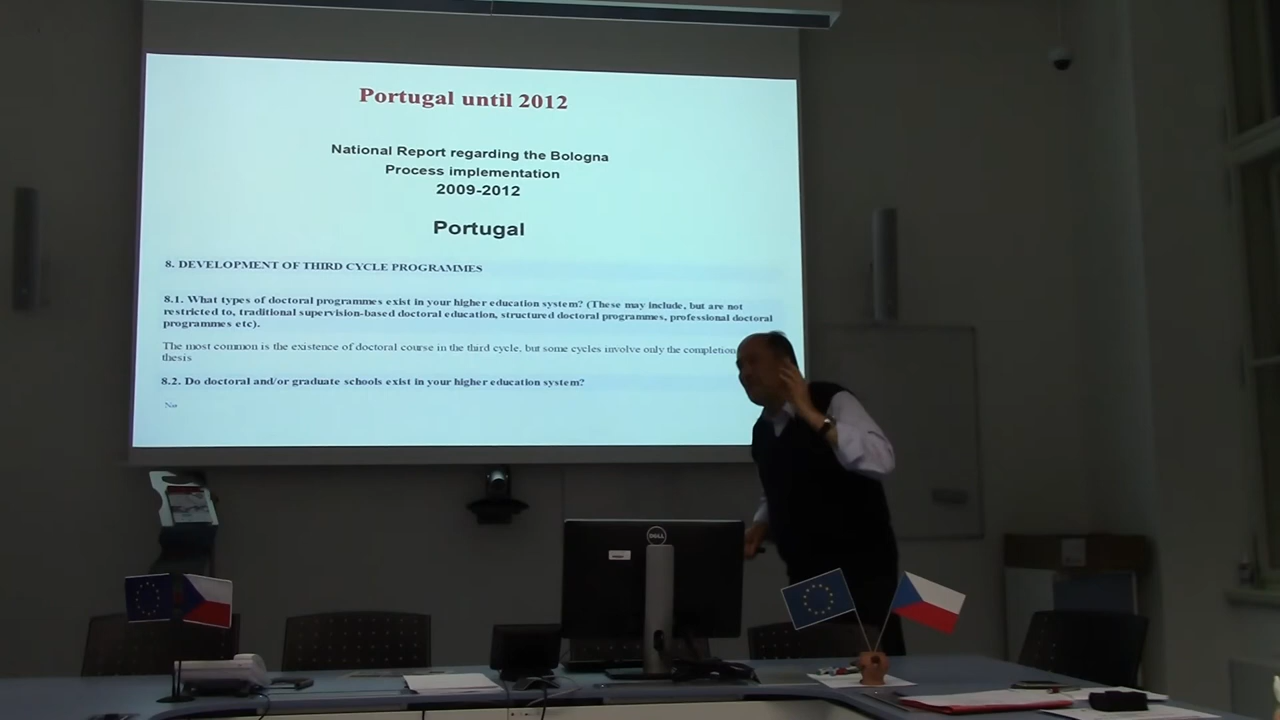 Portugal until 2012
National Report regarding the Bologna
Process implementation
2009-2012
Portugal
8. DEVELOPMENT OF THIRD CYCLE PROGRAMMES
8.1. What types of doctoral programmes exist in your higher education system? (These may include, but are not
restricted to, traditional supervision-based doctoral education, structured doctoral programmes, professional doctoral
programmes etc).
The most common is the existence of doctoral course in the third cycle, but some cycles involve only the completion
thesis
8.2. Do doctoral and/or graduate schools exist in your higher education system?
No
DELL